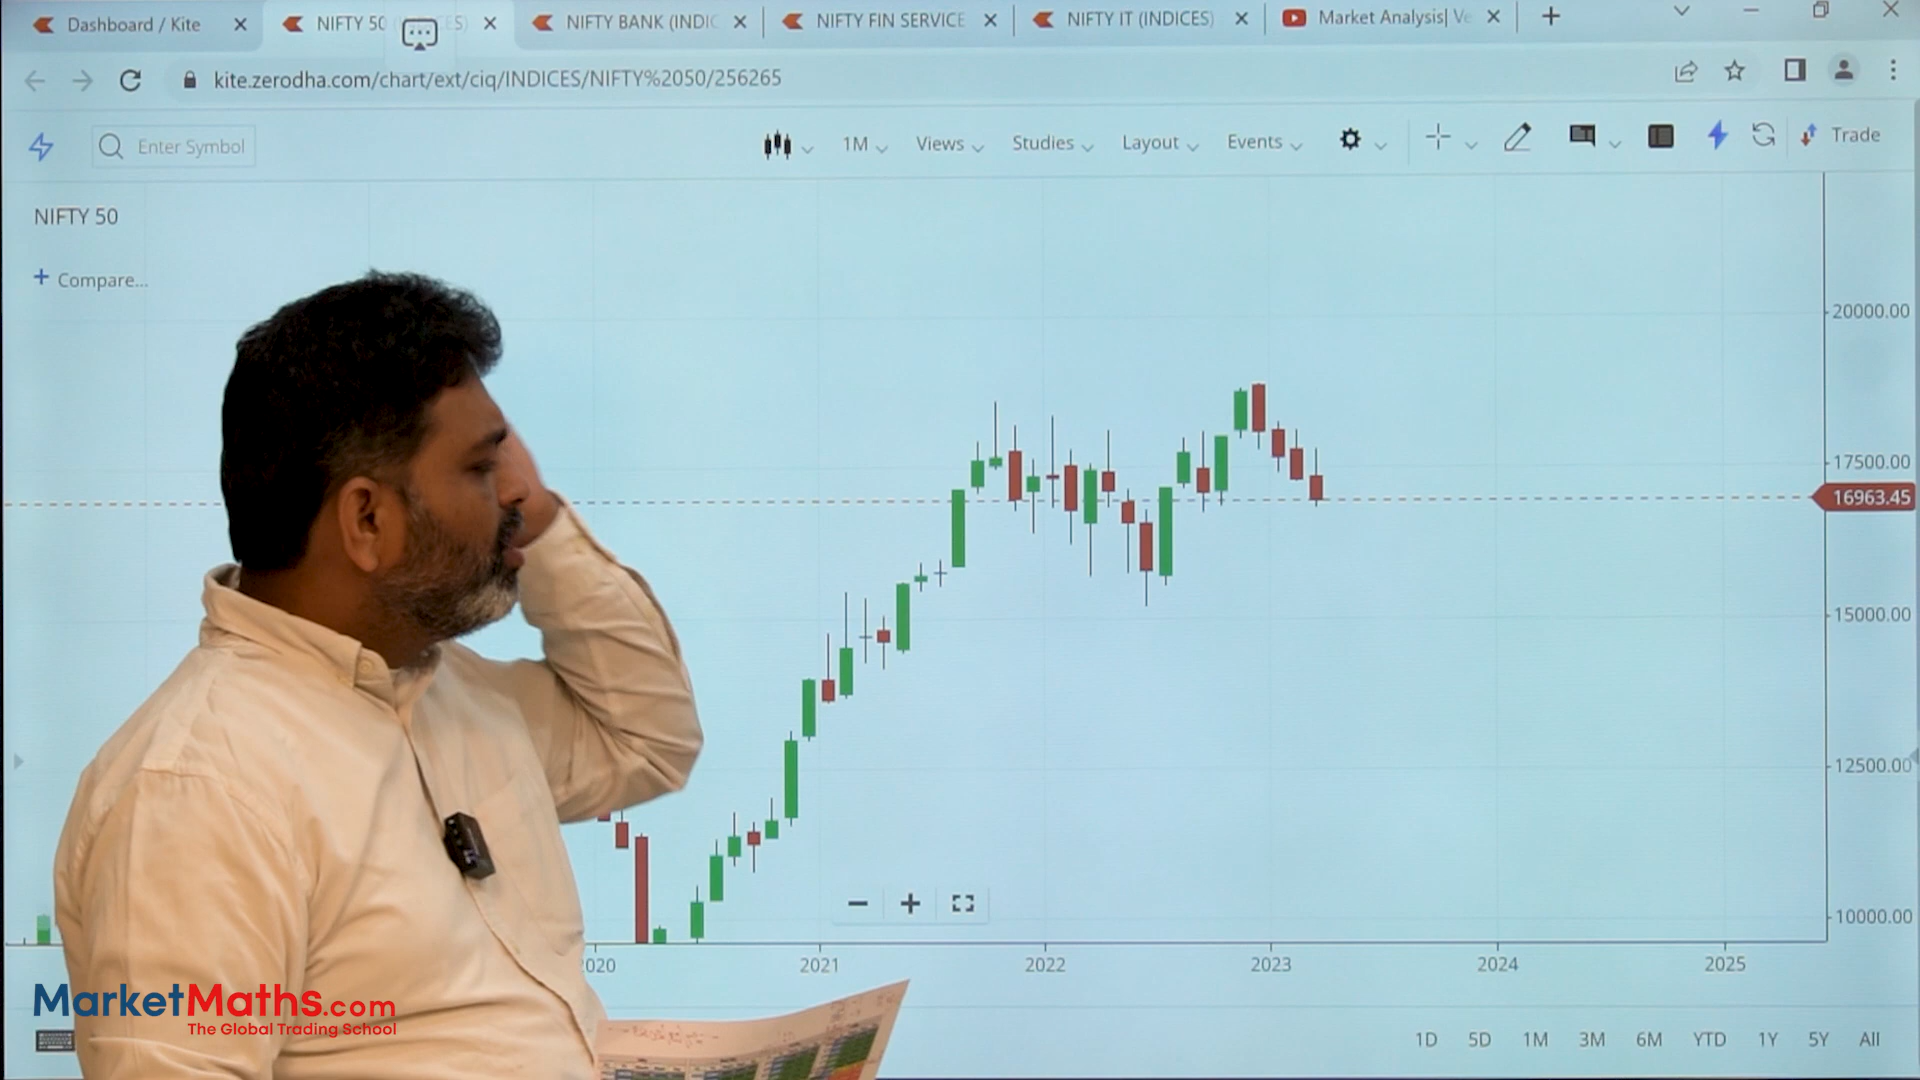 Dashboard / Kite
NIFTY 50
NIFTY BANK (INDIC
NIFTY FIN SERVICE
NIFTY IT (INDICES)
Market Analysis| Ve
kite.zerodha.com/chart/ext/ciq/INDICES/NIFTY%2050/256265
Enter Symbol
1M
Views
Studies
Layout
Events
Trade
NIFTY 50
+ Compare...
20000.00
17500.00
16963.45
15000.00
12500.00
10000.00
2020
2021
2022
2023
2024
2025
MarketMaths.com
The Global Trading School
1D 5D 1M 3M 6M YTD 1Y 5Y All